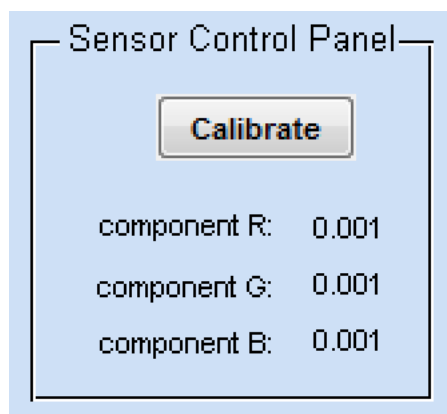 Sensor Control Panel
Calibrate
component R: 0.001
component G: 0.001
component B: 0.001